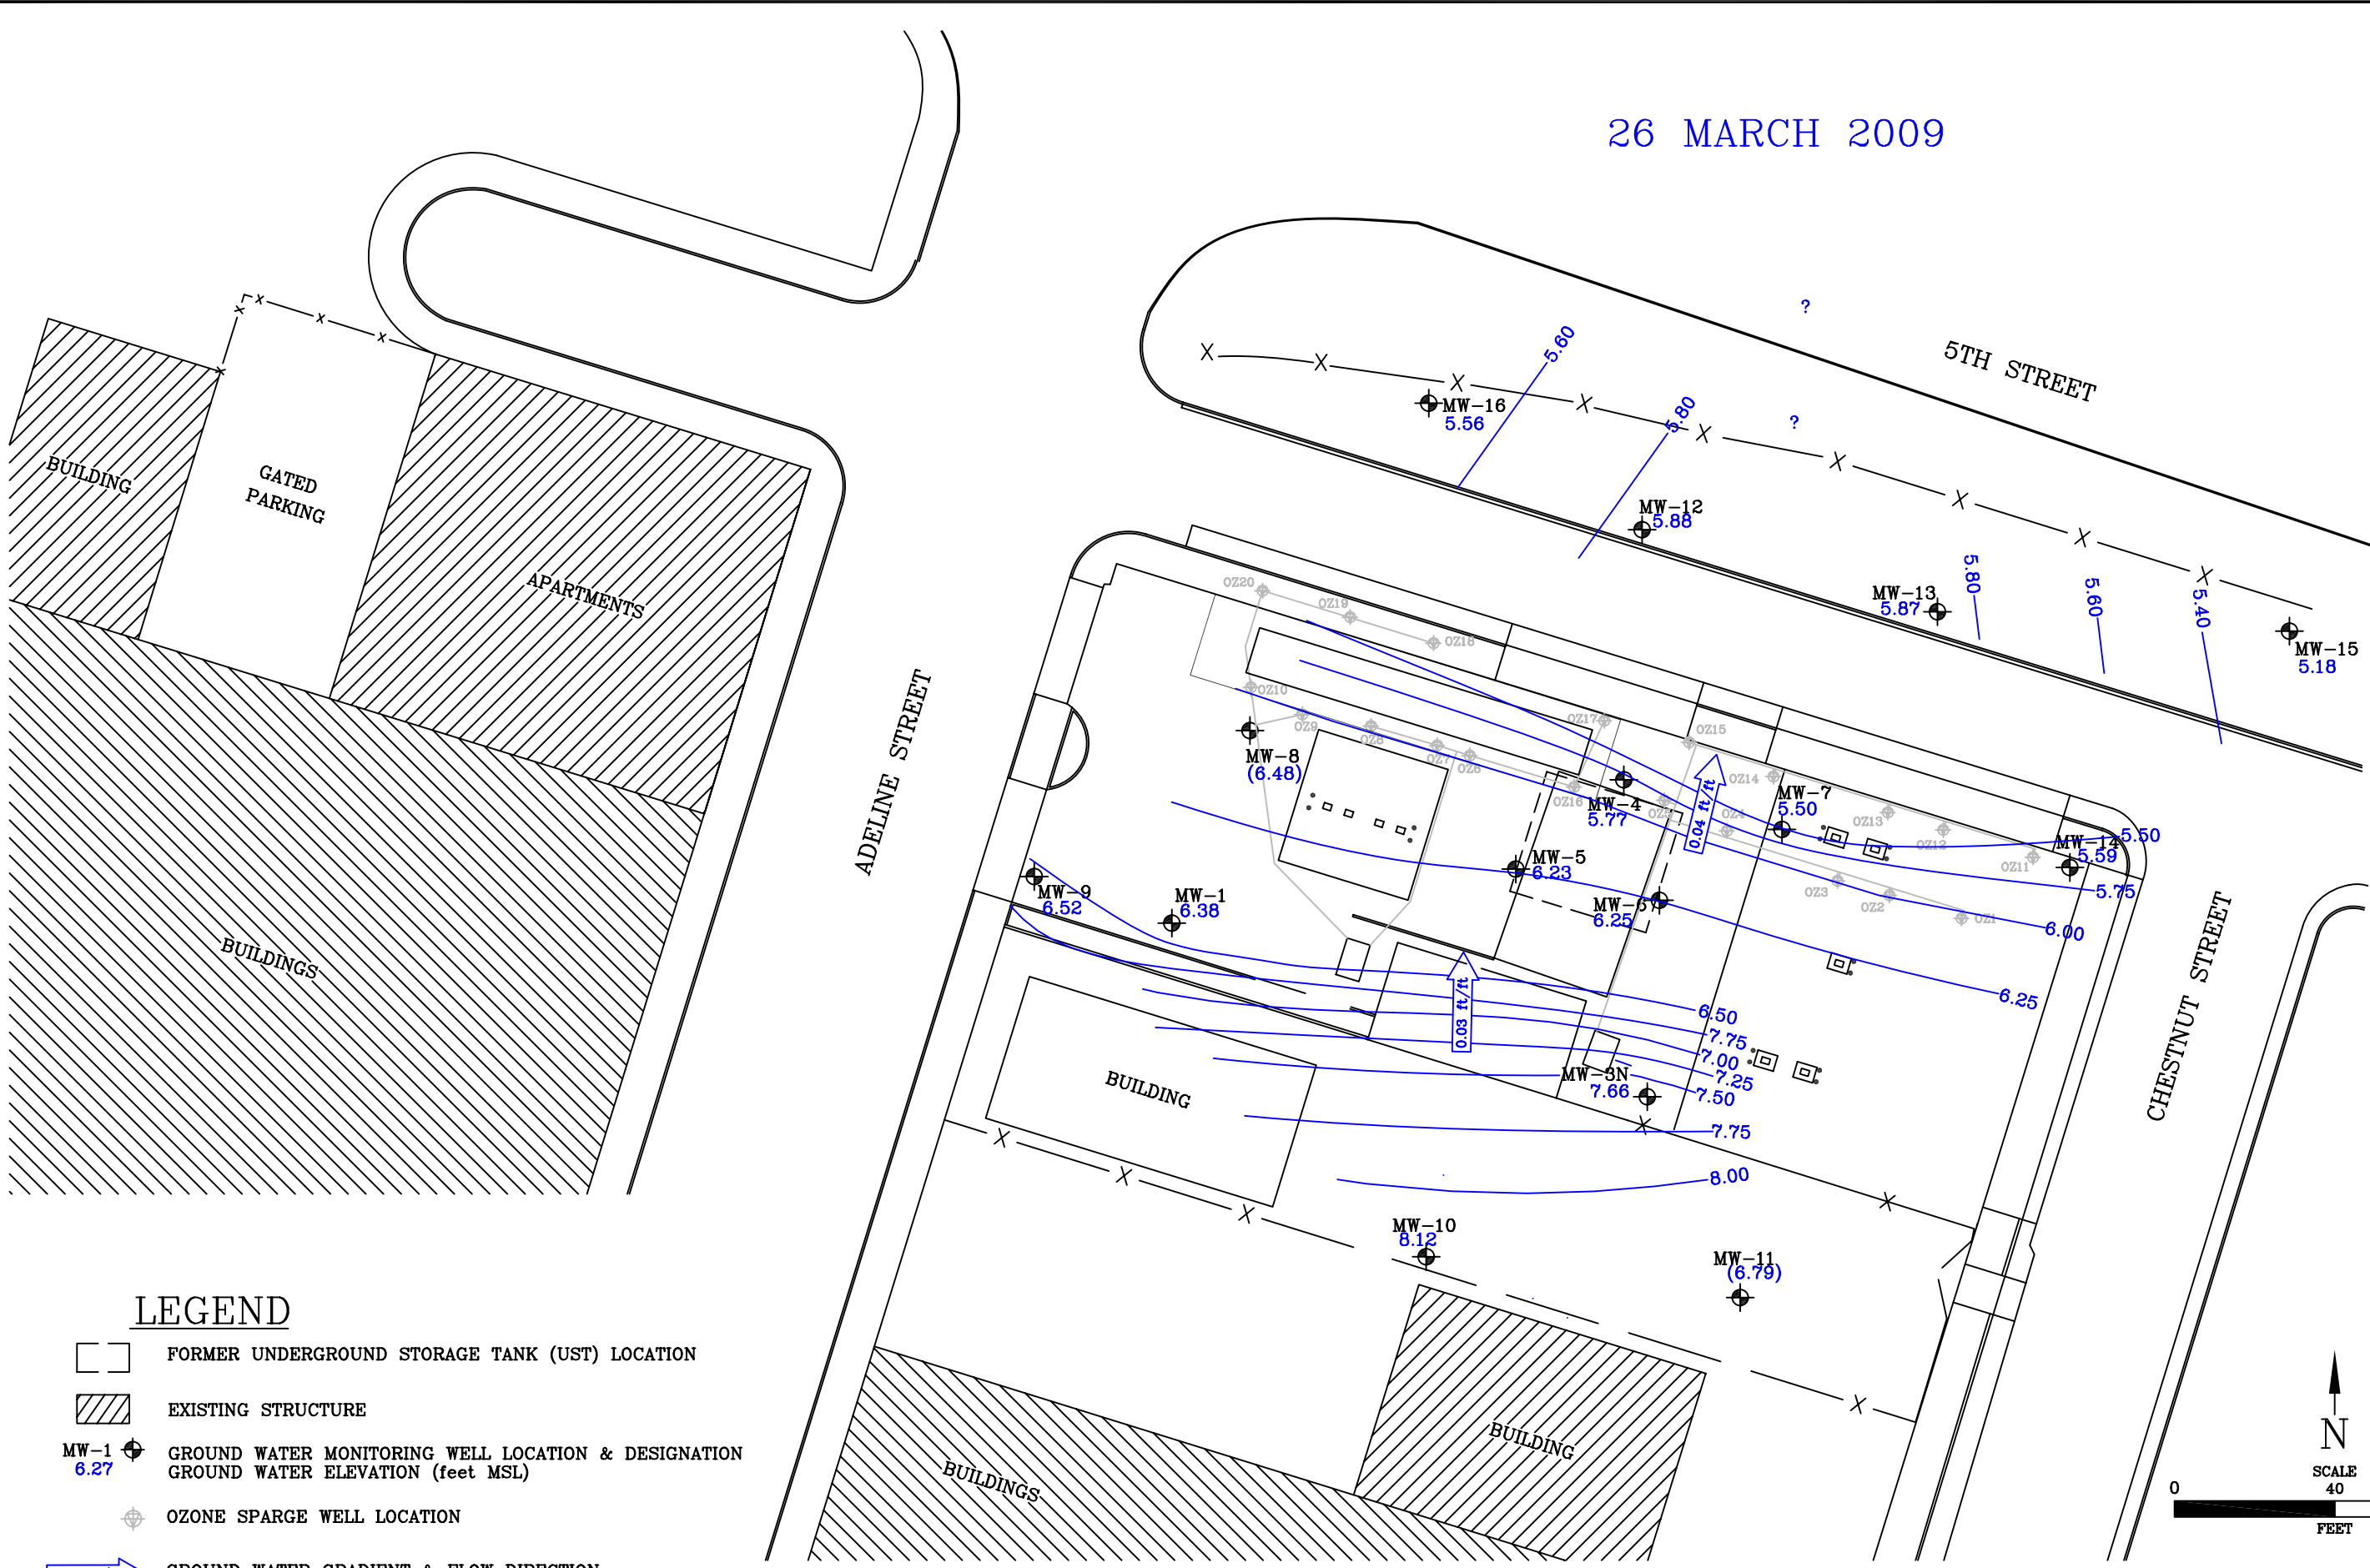 26 MARCH 2009
?
5TH STREET
5.60
5.80
?
MW-16
5.56
MW-12
5.88
MW-13
5.87
5.80
5.60
5.40
MW-15
5.18
BUILDING
GATED
PARKING
APARTMENTS
BUILDINGS
ADELINE STREET
OZ20
OZ19
OZ18
OZ10
OZ9
OZ8
OZ7
OZ6
OZ17
OZ16
OZ15
OZ14
OZ5
OZ4
OZ13
OZ12
OZ11
OZ3
OZ2
OZ1
MW-8
(6.48)
MW-4
5.77
0.04 ft/ft
MW-7
5.50
5.50
MW-14
5.59
5.75
MW-5
6.23
MW-9
6.52
MW-1
6.38
MW-6
6.25
6.00
6.25
CHESTNUT STREET
0.03 ft/ft
6.50
7.75
7.00
7.25
7.50
MW-3N
7.66
BUILDING
7.75
8.00
MW-10
8.12
MW-11
(6.79)
BUILDING
BUILDINGS
LEGEND
FORMER UNDERGROUND STORAGE TANK (UST) LOCATION
EXISTING STRUCTURE
MW-1
6.27
GROUND WATER MONITORING WELL LOCATION & DESIGNATION
GROUND WATER ELEVATION (feet MSL)
OZONE SPARGE WELL LOCATION
GROUND WATER GRADIENT & FLOW DIRECTION
N
SCALE
0 40
FEET